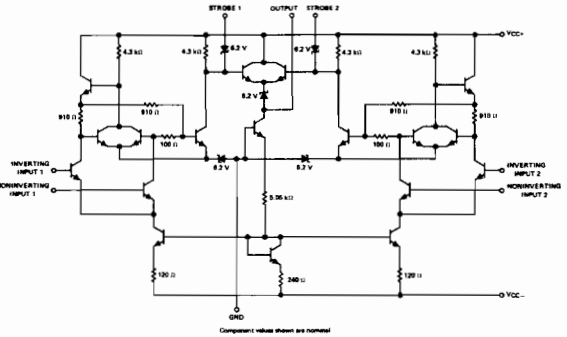 STROBE 1 OUTPUT STROBE 2
VCC+
4.3 kΩ
4.3 kΩ
6.2 V
6.2 V
4.3 kΩ
4.3 kΩ
6.2 V
910 Ω
910 Ω
910 Ω
910 Ω
100 Ω
100 Ω
6.2 V
6.2 V
INVERTING
INPUT 1
INVERTING
INPUT 2
NONINVERTING
INPUT 1
NONINVERTING
INPUT 2
5.05 kΩ
120 Ω
240 Ω
120 Ω
VCC-
GND
Component values shown are nominal